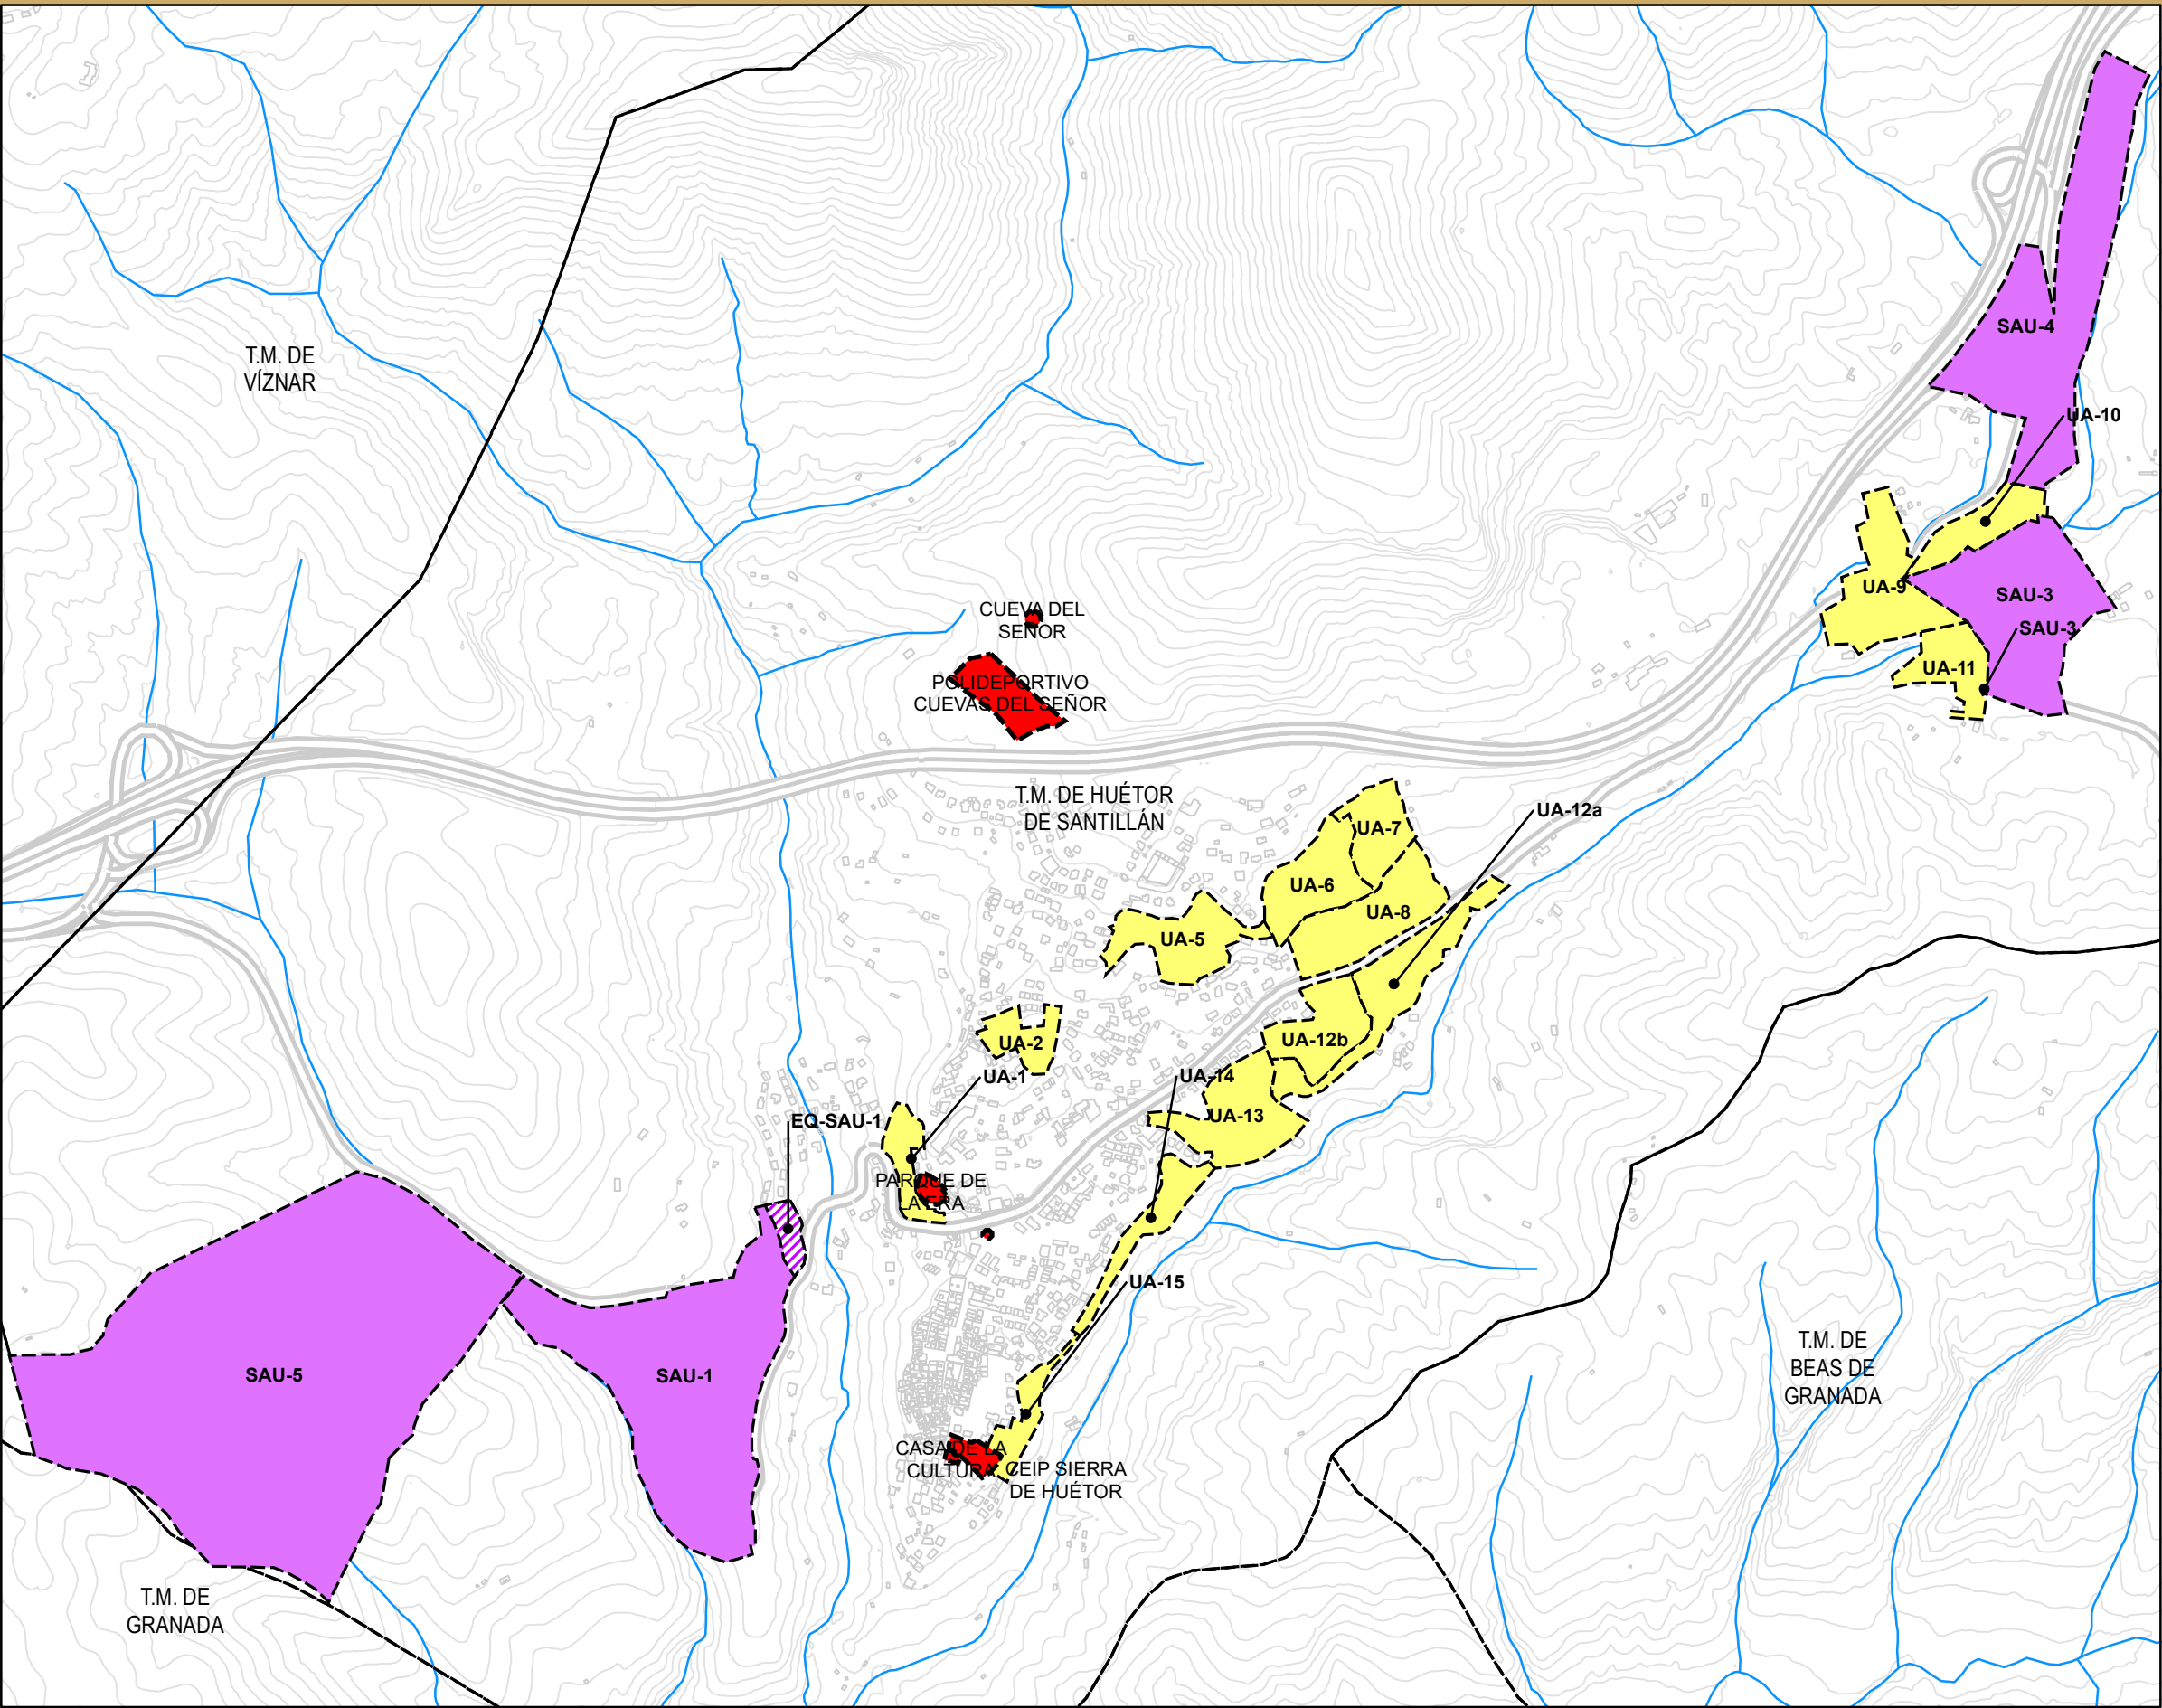 T.M. DE
VÍZNAR
SAU-4
UA-10
UA-9
SAU-3
SAU-3
UA-11
CUEVA DEL
SEÑOR
POLIDEPORTIVO
CUEVAS DEL SEÑOR
T.M. DE HUÉTOR
DE SANTILLÁN
UA-12a
UA-7
UA-6
UA-8
UA-5
UA-2
UA-12b
UA-1
UA-14
UA-13
EQ-SAU-1
PARQUE DE
LA ERA
UA-15
SAU-5
SAU-1
T.M. DE
BEAS DE
GRANADA
CASA DE LA
CULTURA
CEIP SIERRA
DE HUÉTOR
T.M. DE
GRANADA